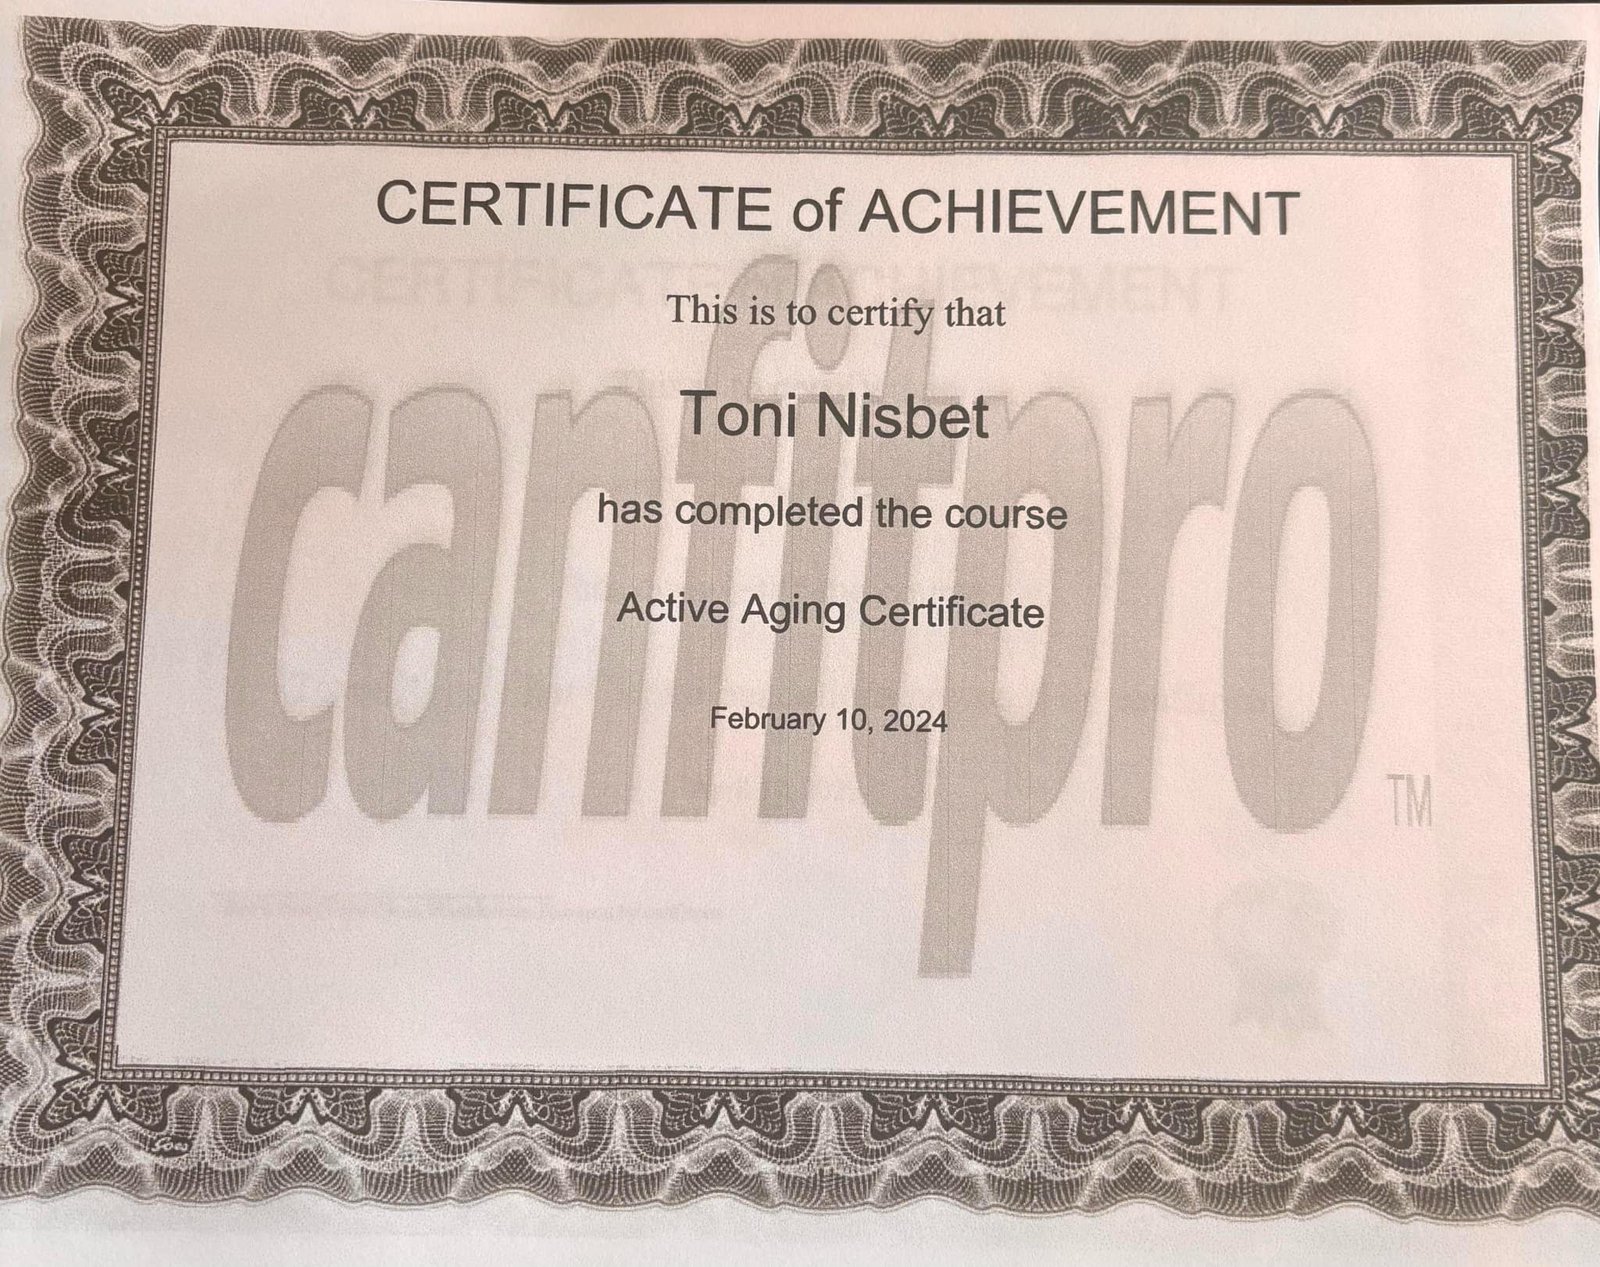 CERTIFICATE of ACHIEVEMENT
This is to certify that
Toni Nisbet
has completed the course
Active Aging Certificate
February 10, 2024
canfitpro
TM